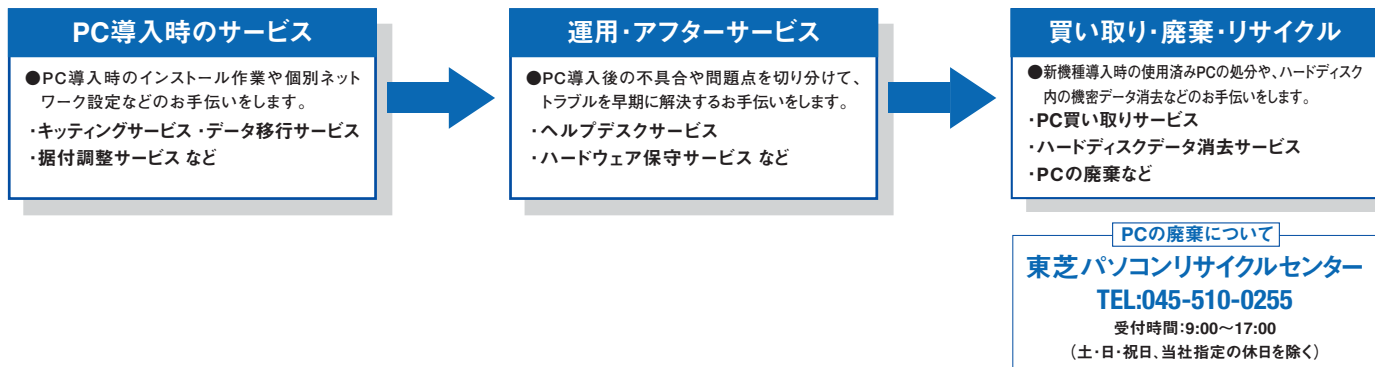 PC導入時のサービス
●PC導入時のインストール作業や個別ネット
ワーク設定などのお手伝いをします。
・キッティングサービス ・データ移行サービス
・据付調整サービス など
運用・アフターサービス
●PC導入後の不具合や問題点を切り分けて、
トラブルを早期に解決するお手伝いをします。
・ヘルプデスクサービス
・ハードウェア保守サービス など
買い取り・廃棄・リサイクル
●新機種導入時の使用済みPCの処分や、ハードディスク
内の機密データ消去などのお手伝いをします。
・PC買い取りサービス
・ハードディスクデータ消去サービス
・PCの廃棄など
PCの廃棄について
東芝パソコンリサイクルセンター
TEL:045-510-0255
受付時間:9:00〜17:00
(土・日・祝日、当社指定の休日を除く)